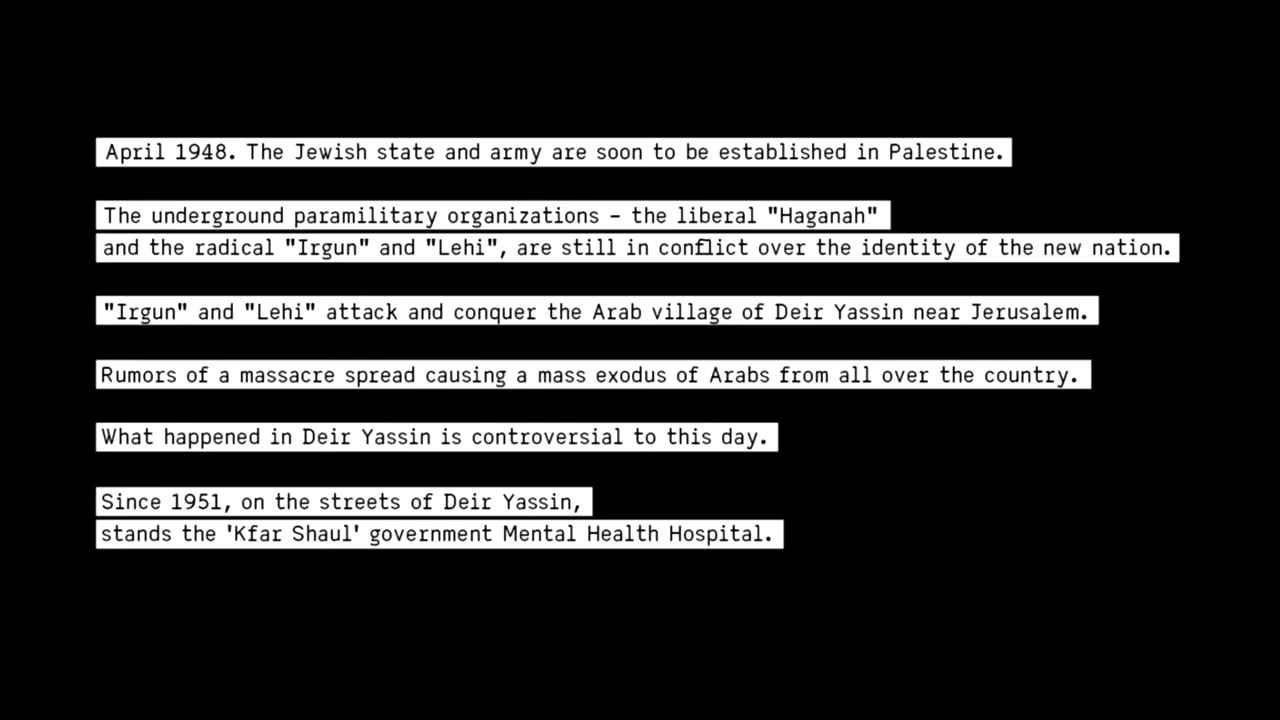 April 1948. The Jewish state and army are soon to be established in Palestine.
The underground paramilitary organizations – the liberal "Haganah"
and the radical "Irgun" and "Lehi", are still in conflict over the identity of the new nation.
"Irgun" and "Lehi" attack and conquer the Arab village of Deir Yassin near Jerusalem.
Rumors of a massacre spread causing a mass exodus of Arabs from all over the country.
What happened in Deir Yassin is controversial to this day.
Since 1951, on the streets of Deir Yassin,
stands the 'Kfar Shaul' government Mental Health Hospital.